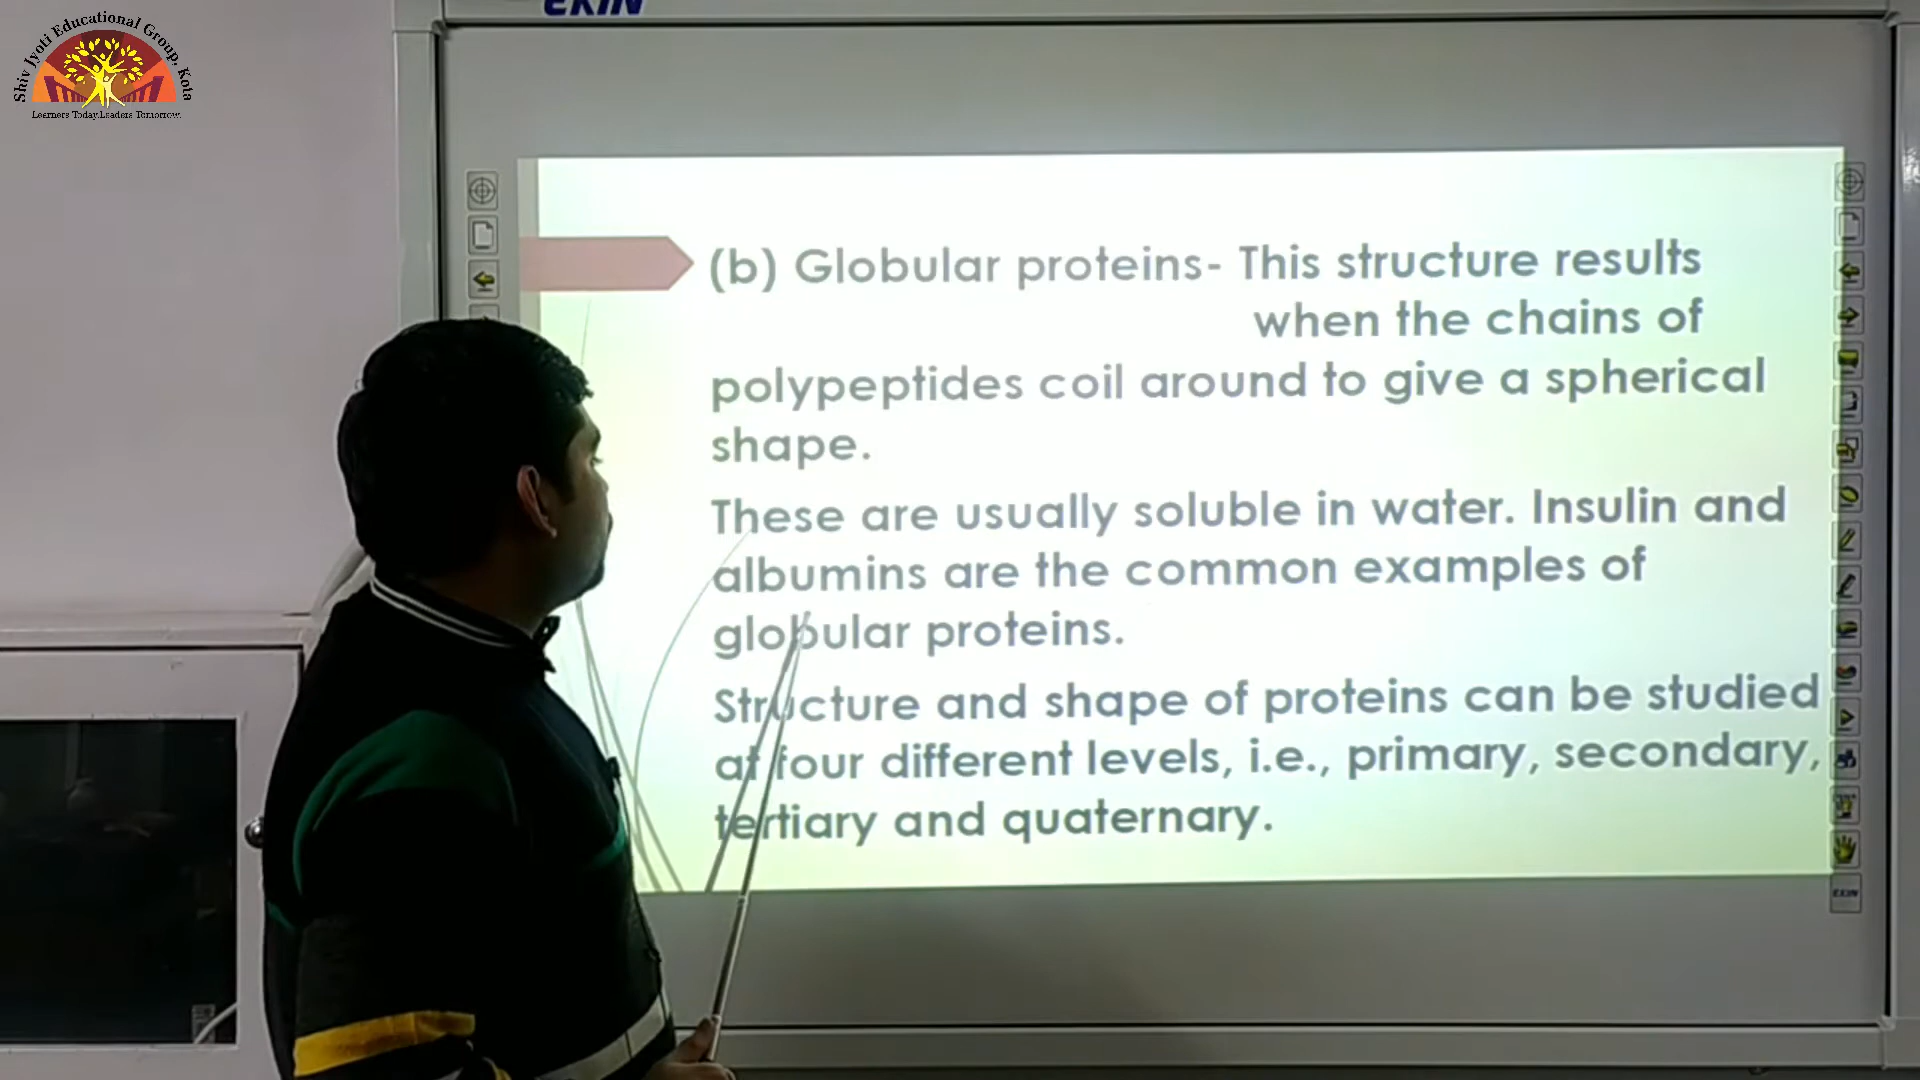 EKIN
Shiv Jyoti Educational Group, Kota
Learners Today.Leaders Tomorrow.
(b) Globular proteins- This structure results
when the chains of
polypeptides coil around to give a spherical
shape.
These are usually soluble in water. Insulin and
albumins are the common examples of
globular proteins.
Structure and shape of proteins can be studied
at four different levels, i.e., primary, secondary,
tertiary and quaternary.
EKIN